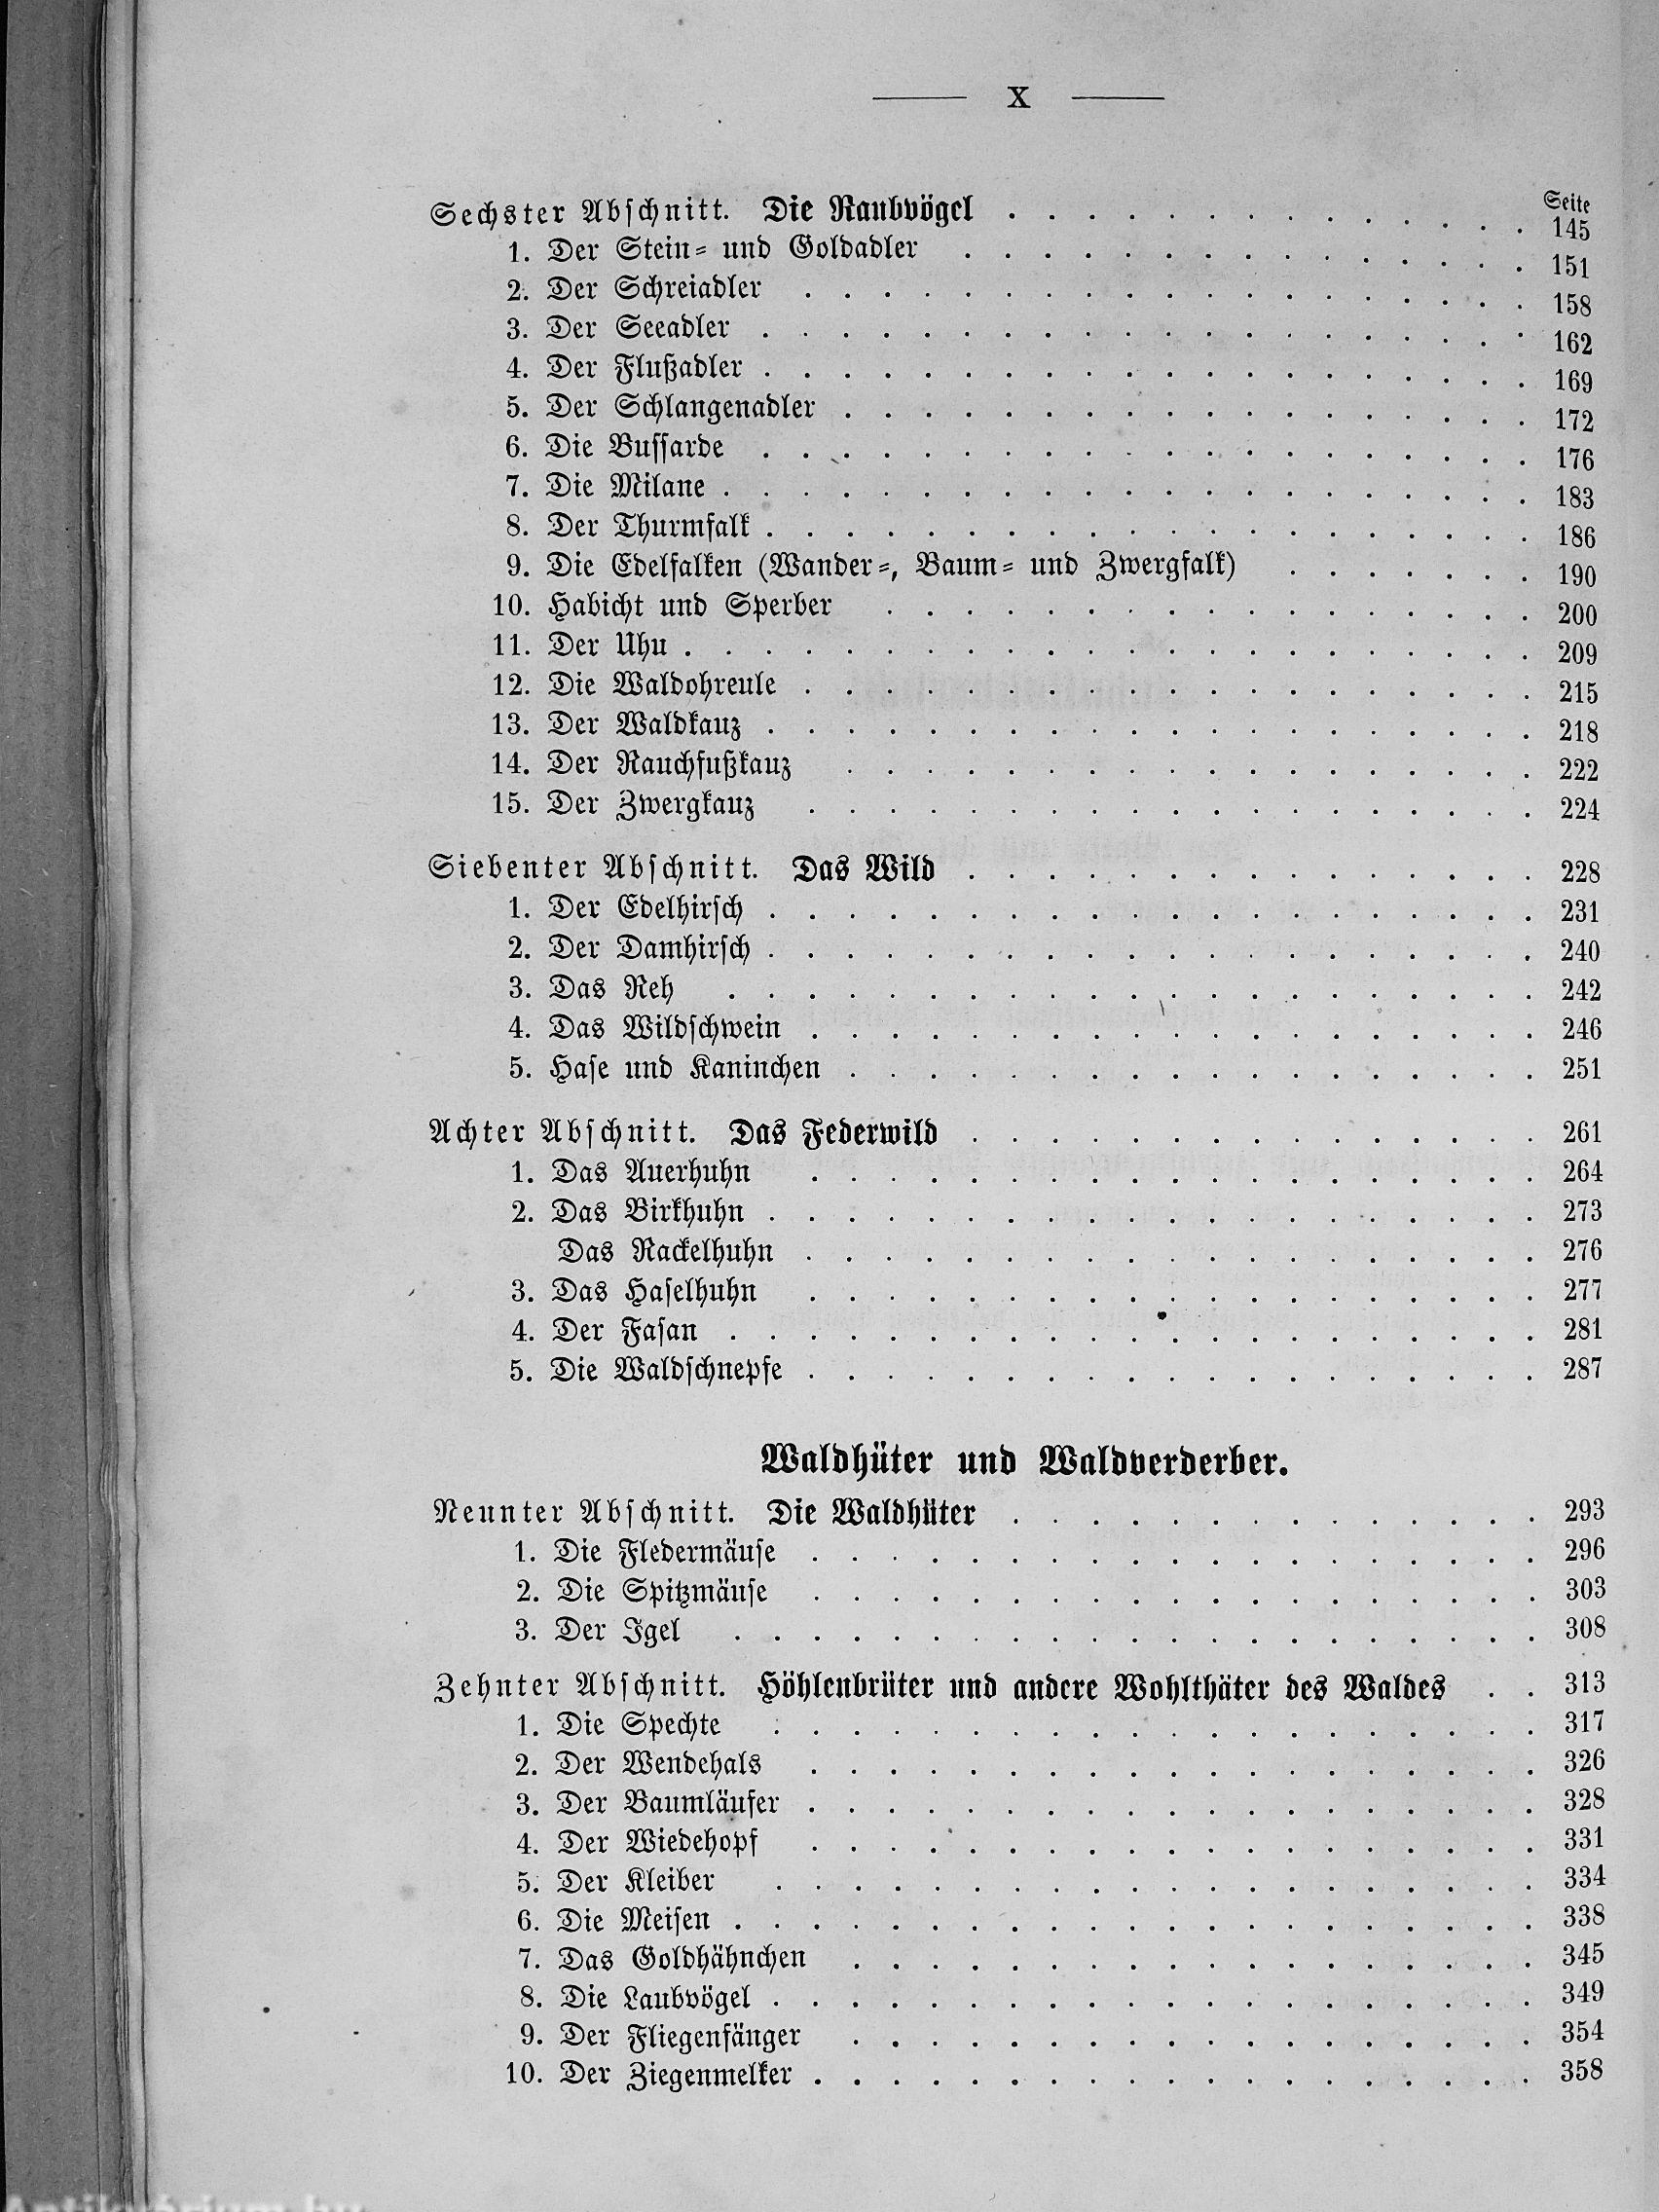 X
Seite
Sechster Abschnitt. Die Raubvögel . . . . . . . . . . . . . . 145
1. Der Stein- und Goldadler . . . . . . . . . . . . . . . 151
2. Der Schreiadler . . . . . . . . . . . . . . . . . . . 158
3. Der Seeadler . . . . . . . . . . . . . . . . . . . . 162
4. Der Flußadler . . . . . . . . . . . . . . . . . . . . 169
5. Der Schlangenadler . . . . . . . . . . . . . . . . . . 172
6. Die Bussarde . . . . . . . . . . . . . . . . . . . . 176
7. Die Milane . . . . . . . . . . . . . . . . . . . . . 183
8. Der Thurmfalk . . . . . . . . . . . . . . . . . . . . 186
9. Die Edelfalken (Wander-, Baum- und Zwergfalk) . . . . . . . 190
10. Habicht und Sperber . . . . . . . . . . . . . . . . . 200
11. Der Uhu . . . . . . . . . . . . . . . . . . . . . . 209
12. Die Waldohreule . . . . . . . . . . . . . . . . . . . 215
13. Der Waldkauz . . . . . . . . . . . . . . . . . . . . 218
14. Der Rauchfußkauz . . . . . . . . . . . . . . . . . . 222
15. Der Zwergkauz . . . . . . . . . . . . . . . . . . . 224
Siebenter Abschnitt. Das Wild . . . . . . . . . . . . . . . 228
1. Der Edelhirsch . . . . . . . . . . . . . . . . . . . . 231
2. Der Damhirsch . . . . . . . . . . . . . . . . . . . . 240
3. Das Reh . . . . . . . . . . . . . . . . . . . . . 242
4. Das Wildschwein . . . . . . . . . . . . . . . . . . . 246
5. Hase und Kaninchen . . . . . . . . . . . . . . . . . . 251
Achter Abschnitt. Das Federwild . . . . . . . . . . . . . . . 261
1. Das Auerhuhn . . . . . . . . . . . . . . . . . . . 264
2. Das Birkhuhn . . . . . . . . . . . . . . . . . . . . 273
Das Rackelhuhn . . . . . . . . . . . . . . . . . . . 276
3. Das Haselhuhn . . . . . . . . . . . . . . . . . . . 277
4. Der Fasan . . . . . . . . . . . . . . . . . . . . . 281
5. Die Waldschnepfe . . . . . . . . . . . . . . . . . . . 287
Waldhüter und Waldverderber.
Neunter Abschnitt. Die Waldhüter . . . . . . . . . . . . . . 293
1. Die Fledermäuse . . . . . . . . . . . . . . . . . . . 296
2. Die Spitzmäuse . . . . . . . . . . . . . . . . . . . 303
3. Der Igel . . . . . . . . . . . . . . . . . . . . . 308
Zehnter Abschnitt. Höhlenbrüter und andere Wohlthäter des Waldes . . 313
1. Die Spechte . . . . . . . . . . . . . . . . . . . . 317
2. Der Wendehals . . . . . . . . . . . . . . . . . . . 326
3. Der Baumläufer . . . . . . . . . . . . . . . . . . . 328
4. Der Wiedehopf . . . . . . . . . . . . . . . . . . . 331
5. Der Kleiber . . . . . . . . . . . . . . . . . . . . 334
6. Die Meisen . . . . . . . . . . . . . . . . . . . . . 338
7. Das Goldhähnchen . . . . . . . . . . . . . . . . . . 345
8. Die Laubvögel . . . . . . . . . . . . . . . . . . . . 349
9. Der Fliegenfänger . . . . . . . . . . . . . . . . . . 354
10. Der Ziegenmelker . . . . . . . . . . . . . . . . . . . 358